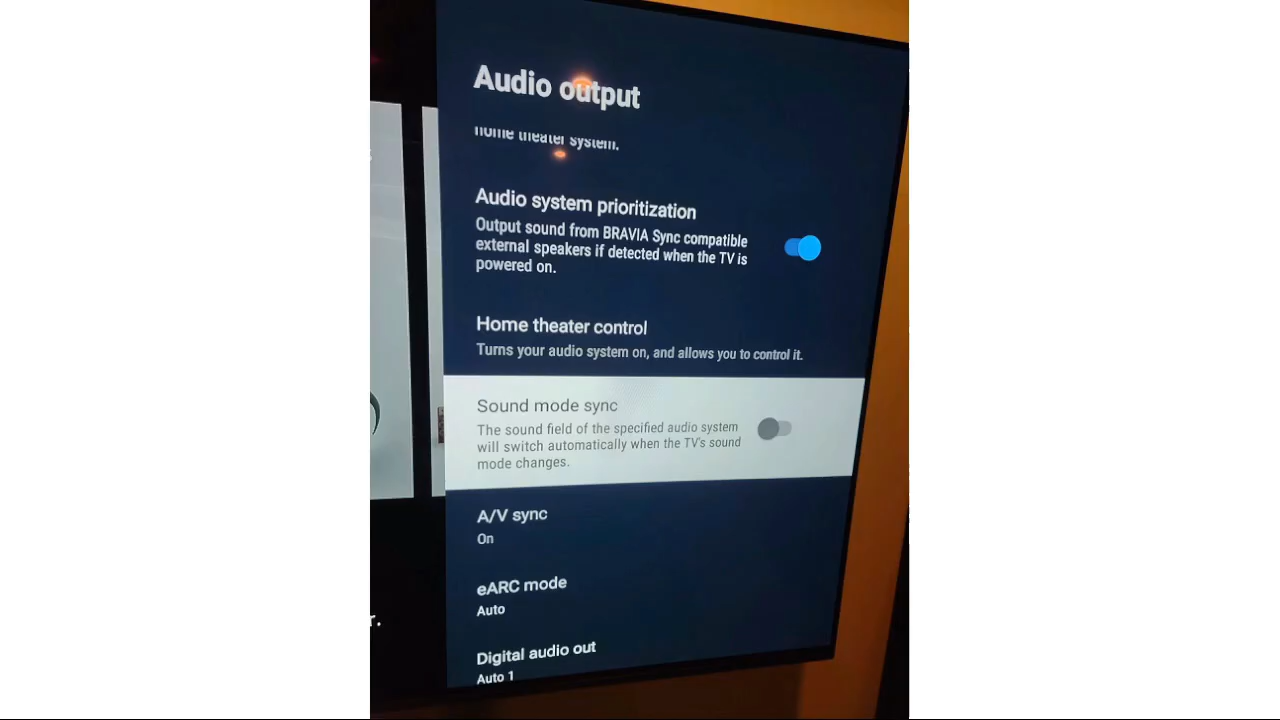 Audio output
home theater system.
Audio system prioritization
Output sound from BRAVIA Sync compatible
external speakers if detected when the TV is
powered on.
Home theater control
Turns your audio system on, and allows you to control it.
Sound mode sync
The sound field of the specified audio system
will switch automatically when the TV's sound
mode changes.
A/V sync
On
eARC mode
Auto
r.
Digital audio out
Auto 1